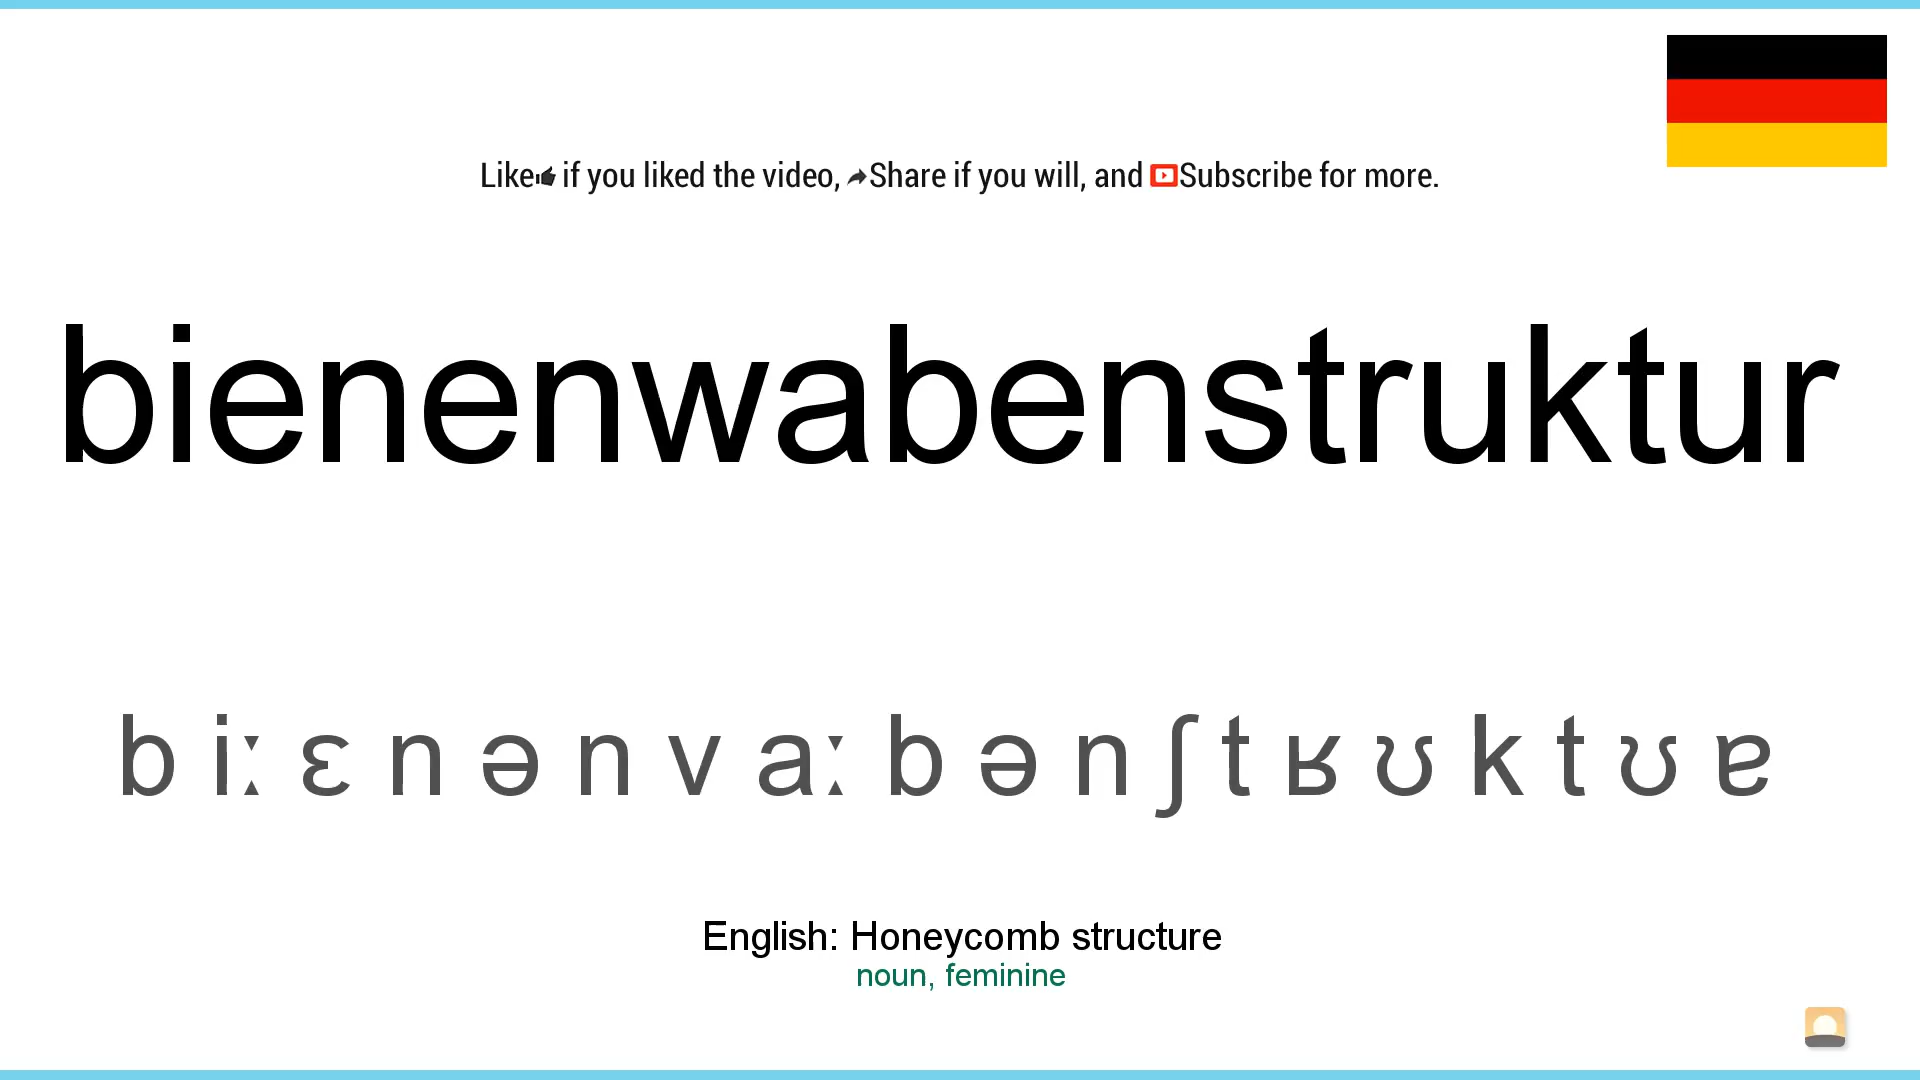 Like if you liked the video, Share if you will, and Subscribe for more.
bienenwabenstruktur
b iː ɛ n ə n v aː b ə n ʃ t ʁ ʊ k t ʊ ɐ
English: Honeycomb structure
noun, feminine